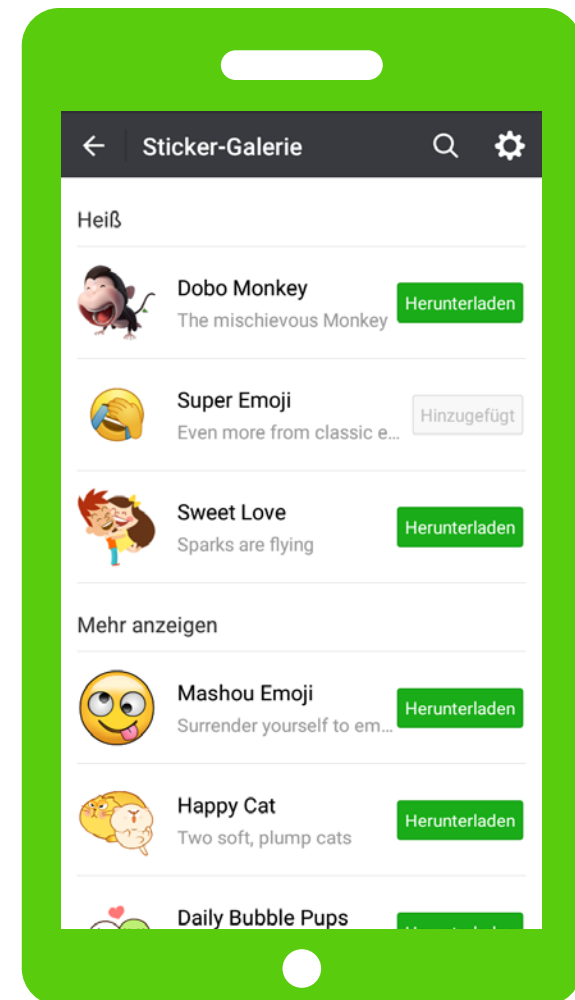 Sticker-Galerie
Heiß
Dobo Monkey
The mischievous Monkey
Herunterladen
Super Emoji
Even more from classic e...
Hinzugefügt
Sweet Love
Sparks are flying
Herunterladen
Mehr anzeigen
Mashou Emoji
Surrender yourself to em...
Herunterladen
Happy Cat
Two soft, plump cats
Herunterladen
Daily Bubble Pups